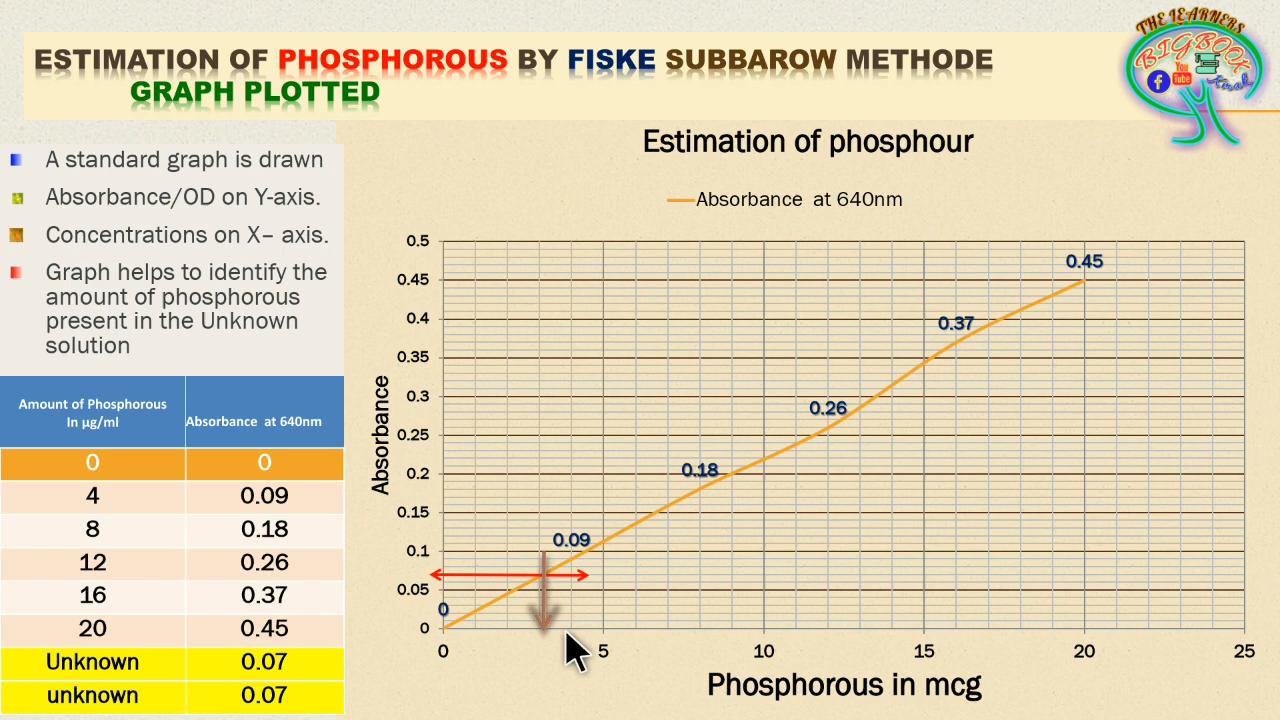 ESTIMATION OF PHOSPHOROUS BY FISKE SUBBAROW METHODE
GRAPH PLOTTED
THE LEARNERS
BIGBOOK
You
Tube
f
Amal
A standard graph is drawn
Absorbance/OD on Y-axis.
Concentrations on X– axis.
Graph helps to identify the
amount of phosphorous
present in the Unknown
solution
Amount of Phosphorous
In µg/ml
Absorbance at 640nm
0 0
4 0.09
8 0.18
12 0.26
16 0.37
20 0.45
Unknown 0.07
unknown 0.07
Estimation of phosphour
Absorbance at 640nm
Absorbance
0.5
0.45
0.4
0.35
0.3
0.25
0.2
0.15
0.1
0.05
0
0
0.09
0.18
0.26
0.37
0.45
0 5 10 15 20 25
Phosphorous in mcg